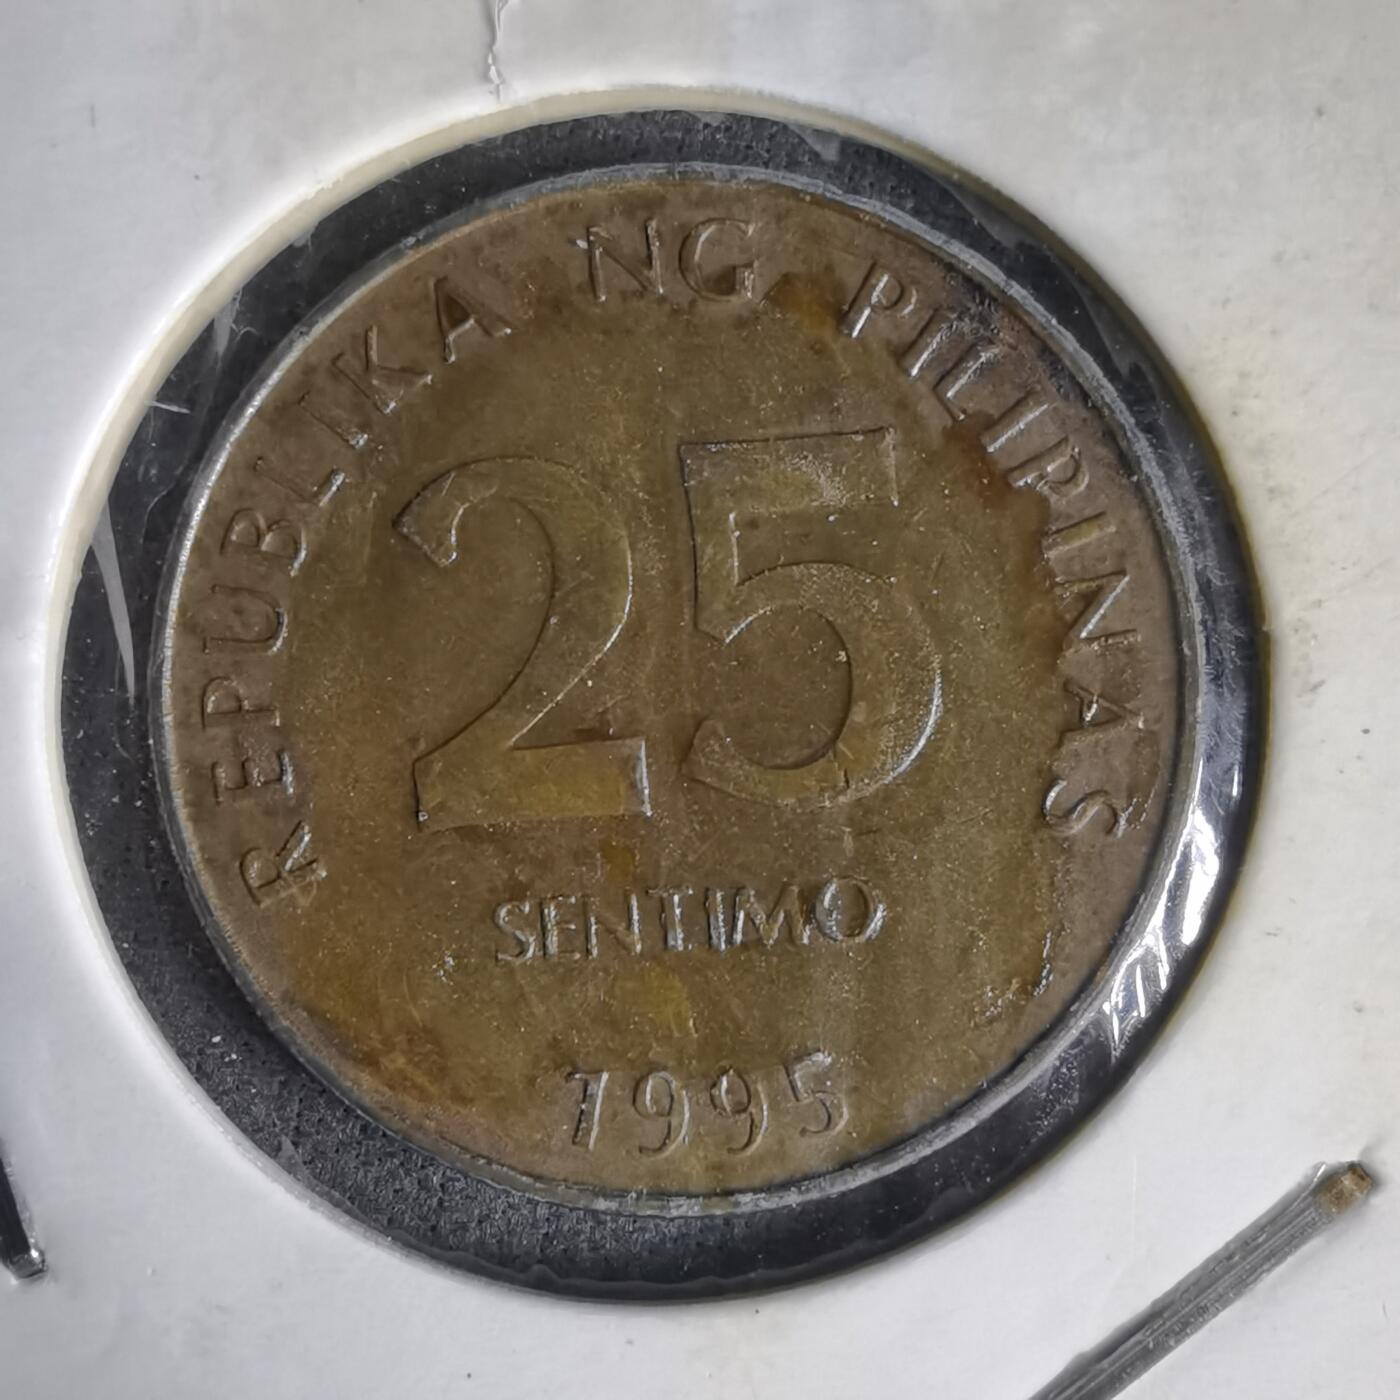 REPUBLIKA NG PILIPINAS
25
SENTIMO
1995